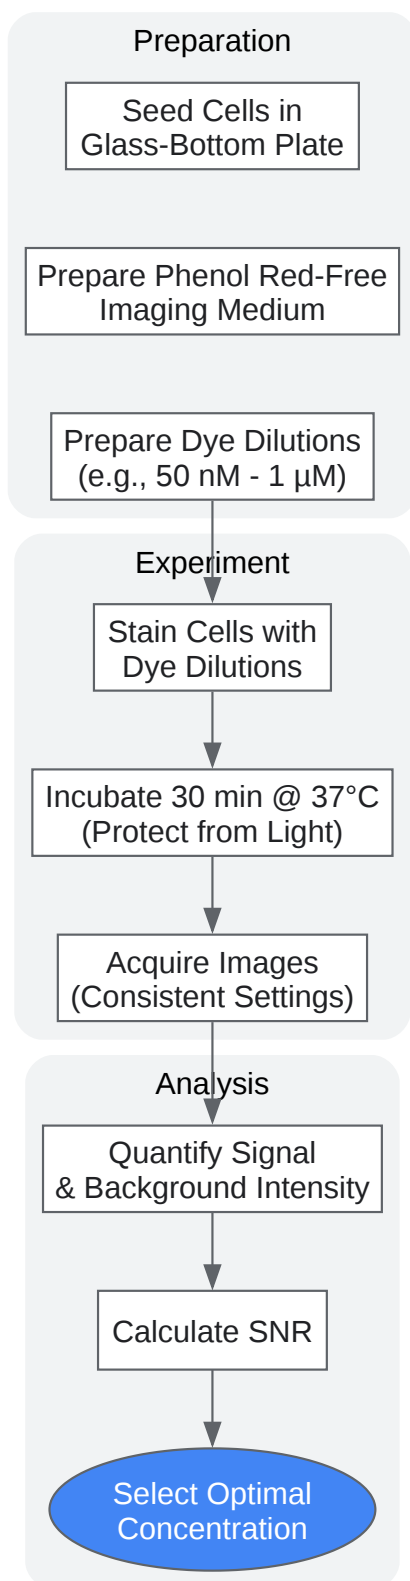 Preparation
Seed Cells in
Glass-Bottom Plate
Prepare Phenol Red-Free
Imaging Medium
Prepare Dye Dilutions
(e.g., 50 nM - 1 µM)
Experiment
Stain Cells with
Dye Dilutions
Incubate 30 min @ 37°C
(Protect from Light)
Acquire Images
(Consistent Settings)
Analysis
Quantify Signal
& Background Intensity
Calculate SNR
Select Optimal
Concentration